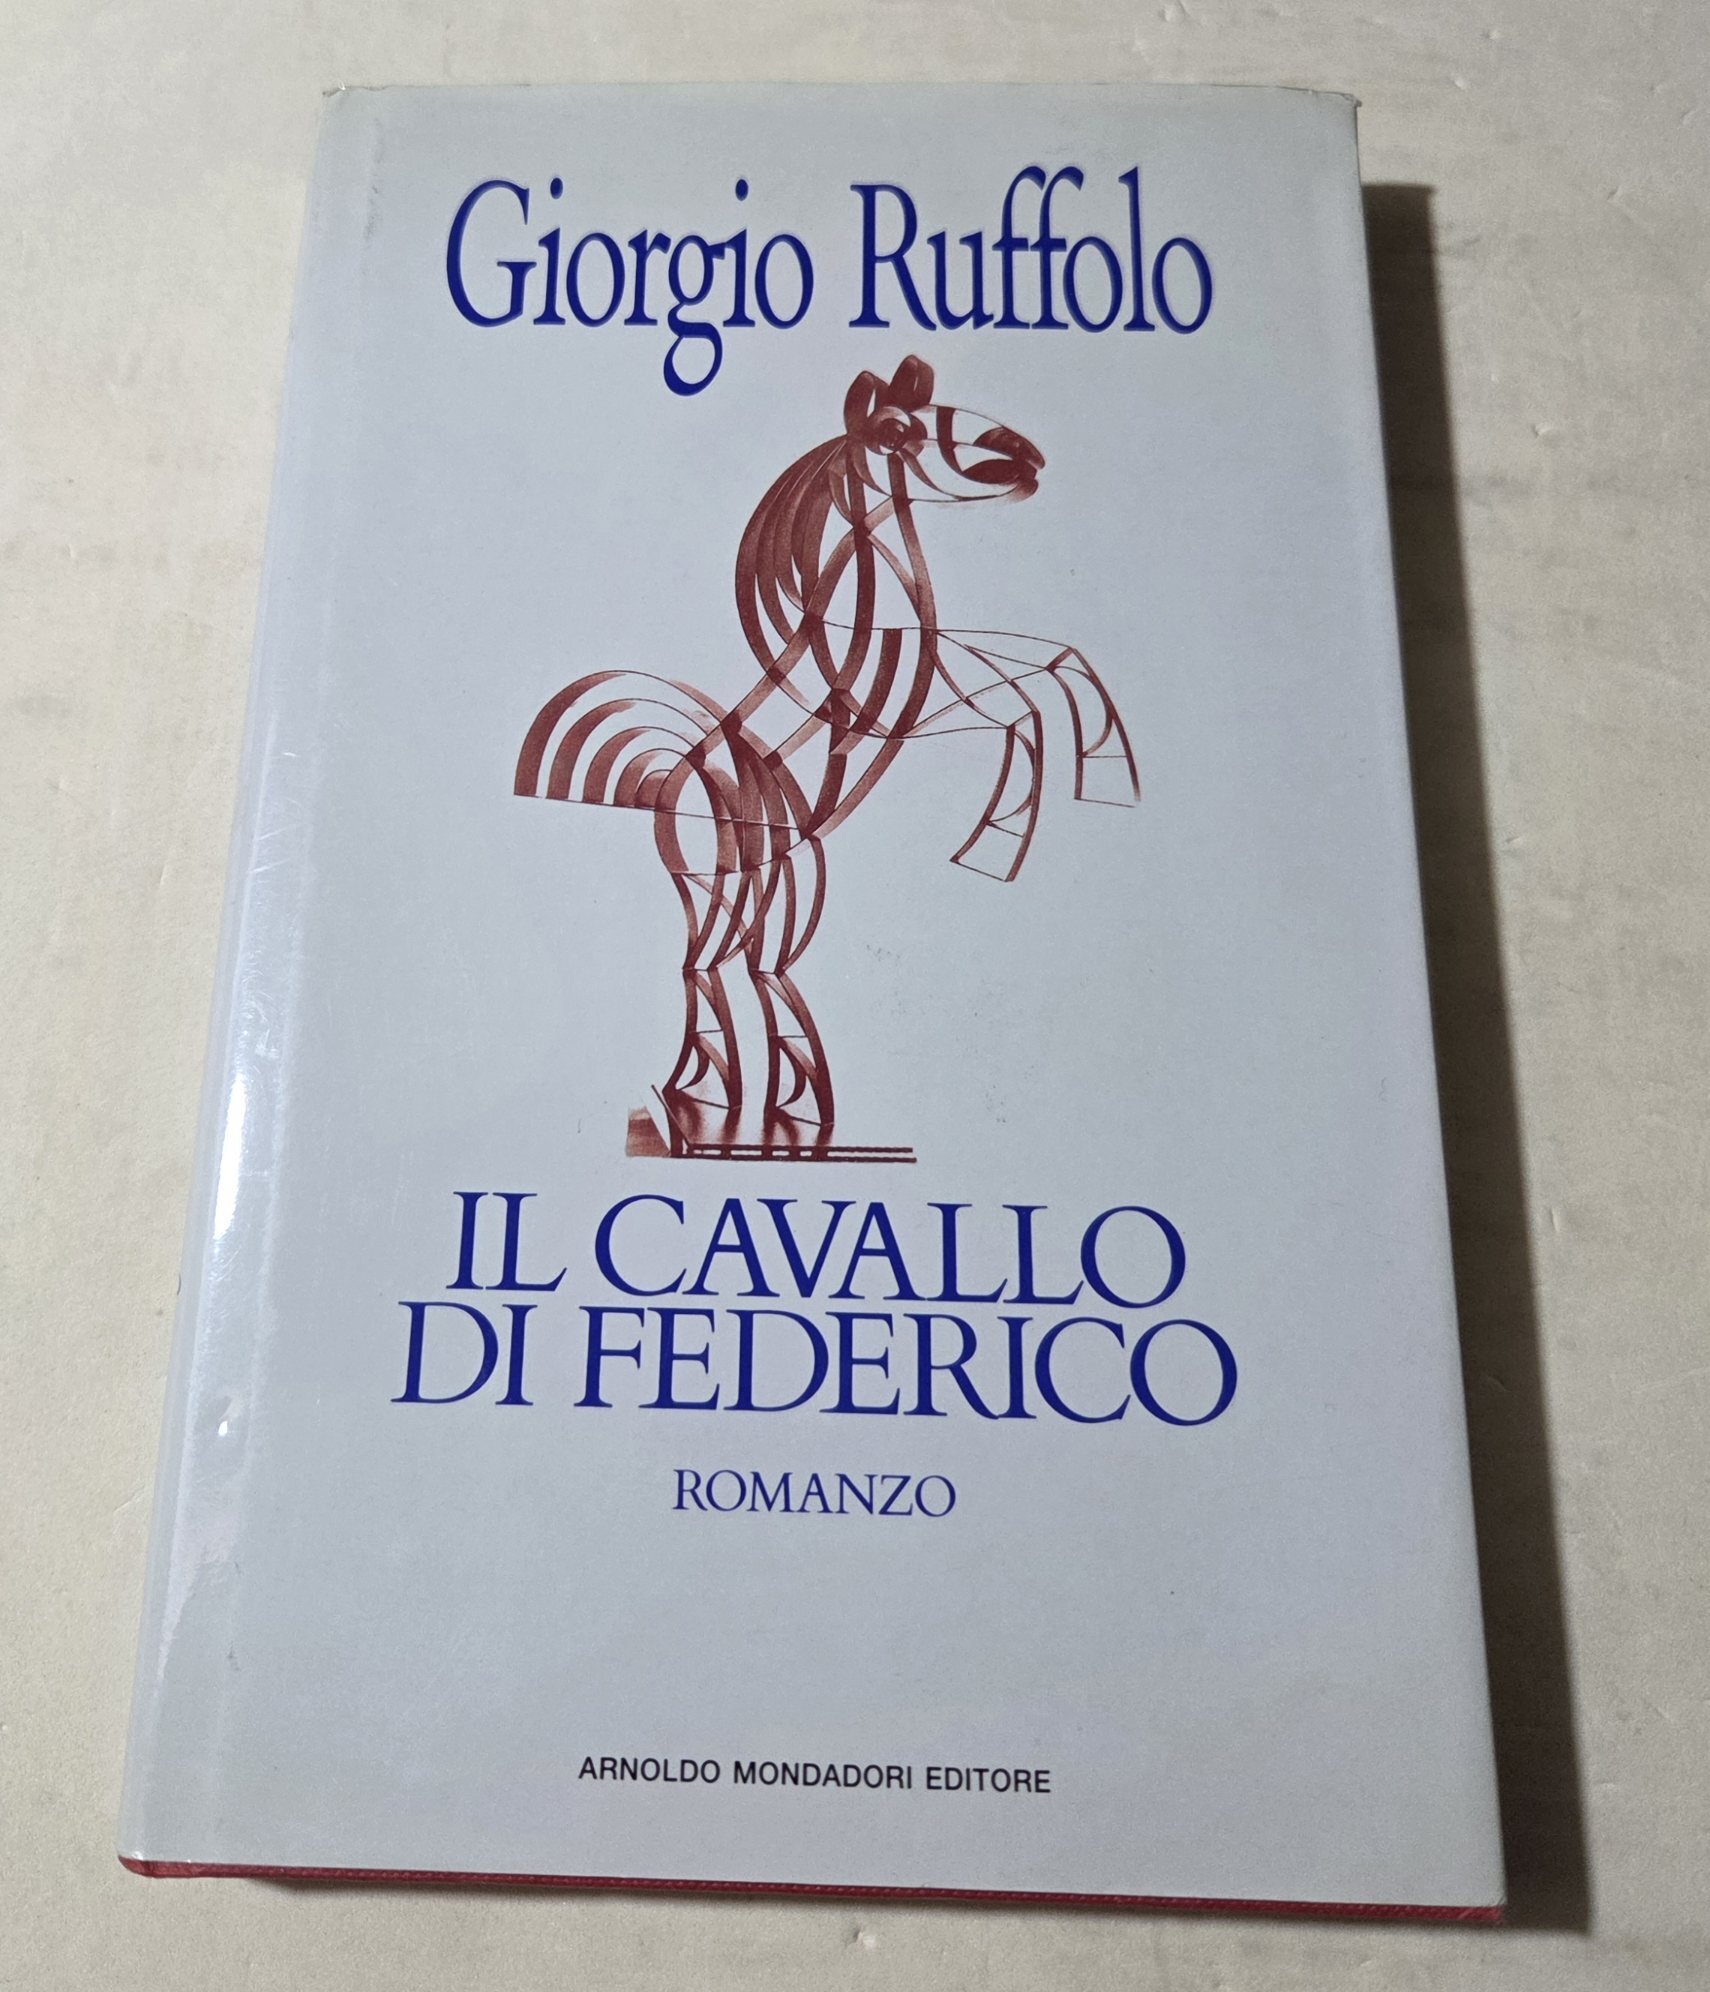 Giorgio Ruffolo
IL CAVALLO
DI FEDERICO
ROMANZO
ARNOLDO MONDADORI EDITORE